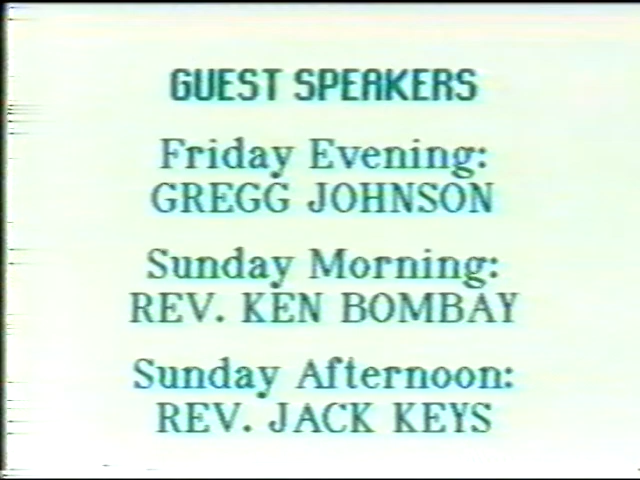 GUEST SPEAKERS
Friday Evening:
GREGG JOHNSON
Sunday Morning:
REV. KEN BOMBAY
Sunday Afternoon:
REV. JACK KEYS